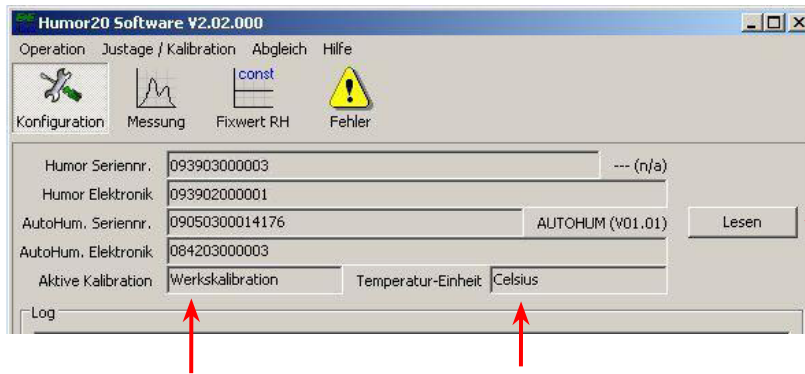 Humor20 Software V2.02.000
Operation Justage / Kalibration Abgleich Hilfe
const
Konfiguration Messung Fixwert RH Fehler
Humor Seriennr. 093903000003 --- (n/a)
Humor Elektronik 093902000001
AutoHum. Seriennr. 09050300014176 AUTOHUM (V01.01) Lesen
AutoHum. Elektronik 084203000003
Aktive Kalibration Werkskalibration Temperatur-Einheit Celsius
Log